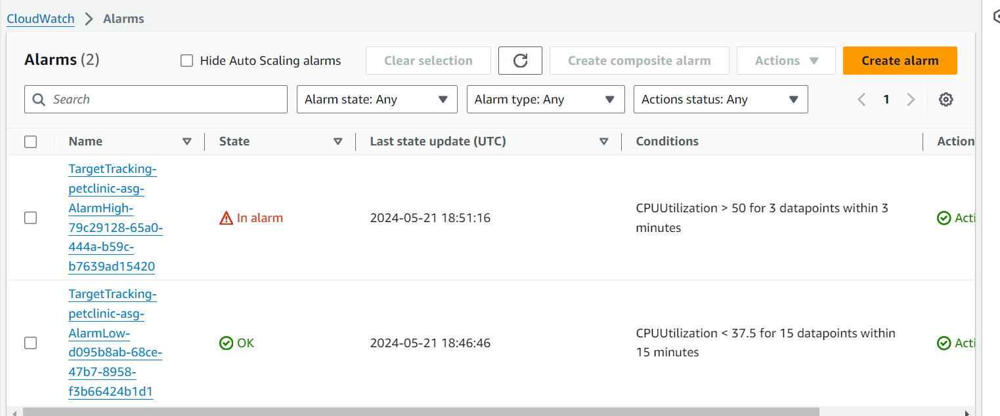 CloudWatch > Alarms
Alarms (2)
Hide Auto Scaling alarms
Clear selection
Create composite alarm
Actions
Create alarm
Search
Alarm state: Any
Alarm type: Any
Actions status: Any
1
Name
State
Last state update (UTC)
Conditions
Action
TargetTracking-
petclinic-asg-
AlarmHigh-
79c29128-65a0-
444a-b59c-
b7639ad15420
In alarm
2024-05-21 18:51:16
CPUUtilization > 50 for 3 datapoints within 3
minutes
Acti
TargetTracking-
petclinic-asg-
AlarmLow-
d095b8ab-68ce-
47b7-8958-
f3b66424b1d1
OK
2024-05-21 18:46:46
CPUUtilization < 37.5 for 15 datapoints within
15 minutes
Acti